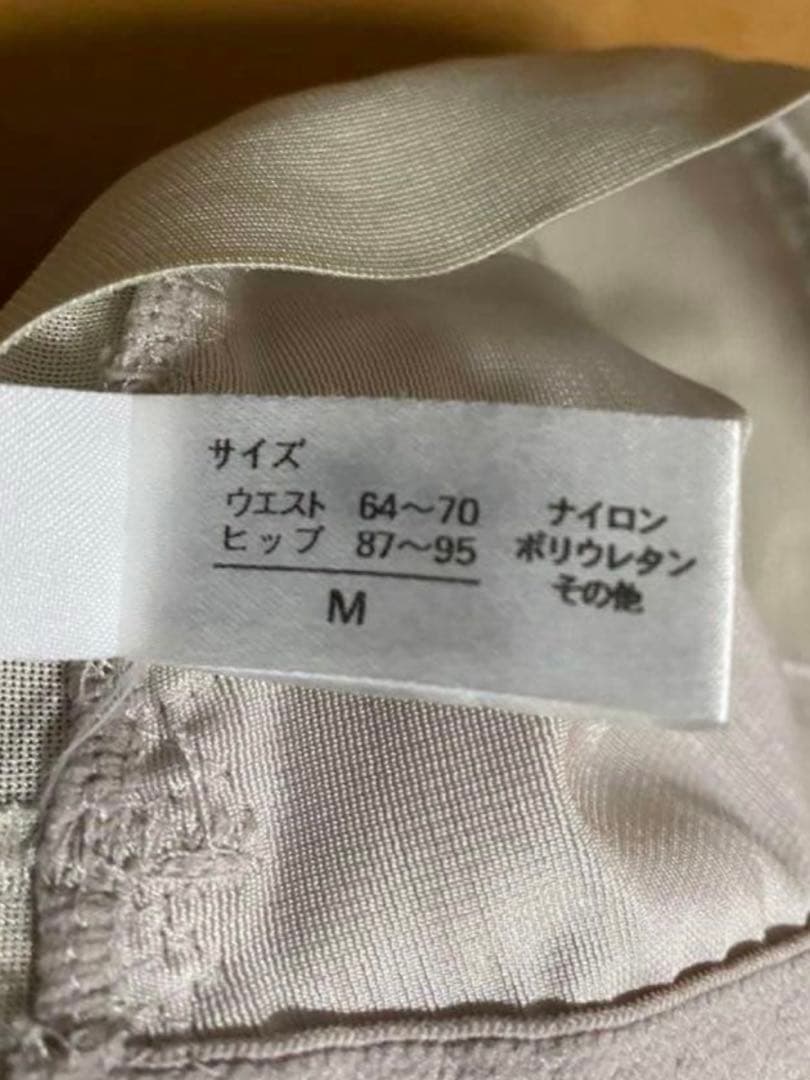 サイズ
ウエスト 64～70
ヒップ 87～95
M
ナイロン
ポリウレタン
その他